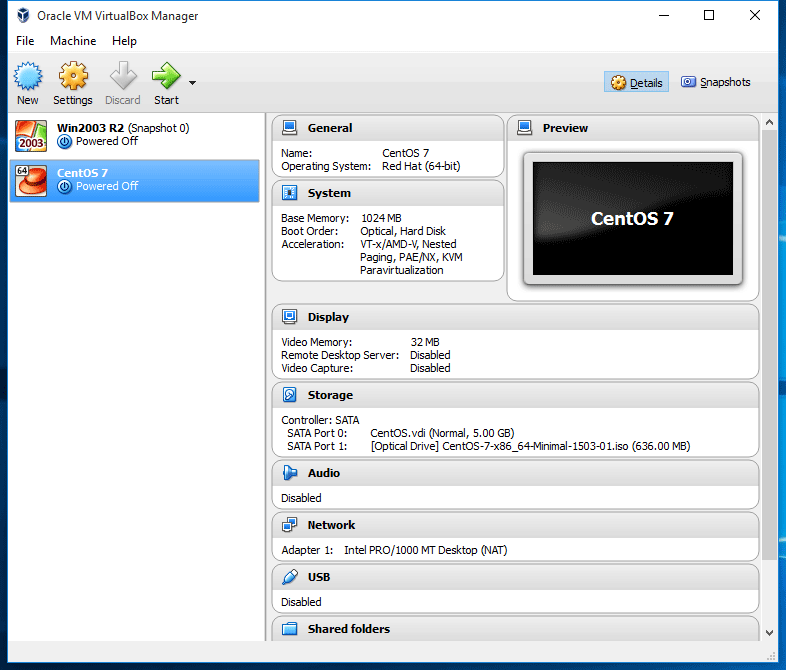 Oracle VM VirtualBox Manager
File Machine Help
New Settings Discard Start Details Snapshots
2003 Win2003 R2 (Snapshot 0)
Powered Off
64 CentOS 7
Powered Off
General
Name: CentOS 7
Operating System: Red Hat (64-bit)
System
Base Memory: 1024 MB
Boot Order: Optical, Hard Disk
Acceleration: VT-x/AMD-V, Nested
Paging, PAE/NX, KVM
Paravirtualization
Preview
CentOS 7
Display
Video Memory: 32 MB
Remote Desktop Server: Disabled
Video Capture: Disabled
Storage
Controller: SATA
SATA Port 0: CentOS.vdi (Normal, 5.00 GB)
SATA Port 1: [Optical Drive] CentOS-7-x86_64-Minimal-1503-01.iso (636.00 MB)
Audio
Disabled
Network
Adapter 1: Intel PRO/1000 MT Desktop (NAT)
USB
Disabled
Shared folders